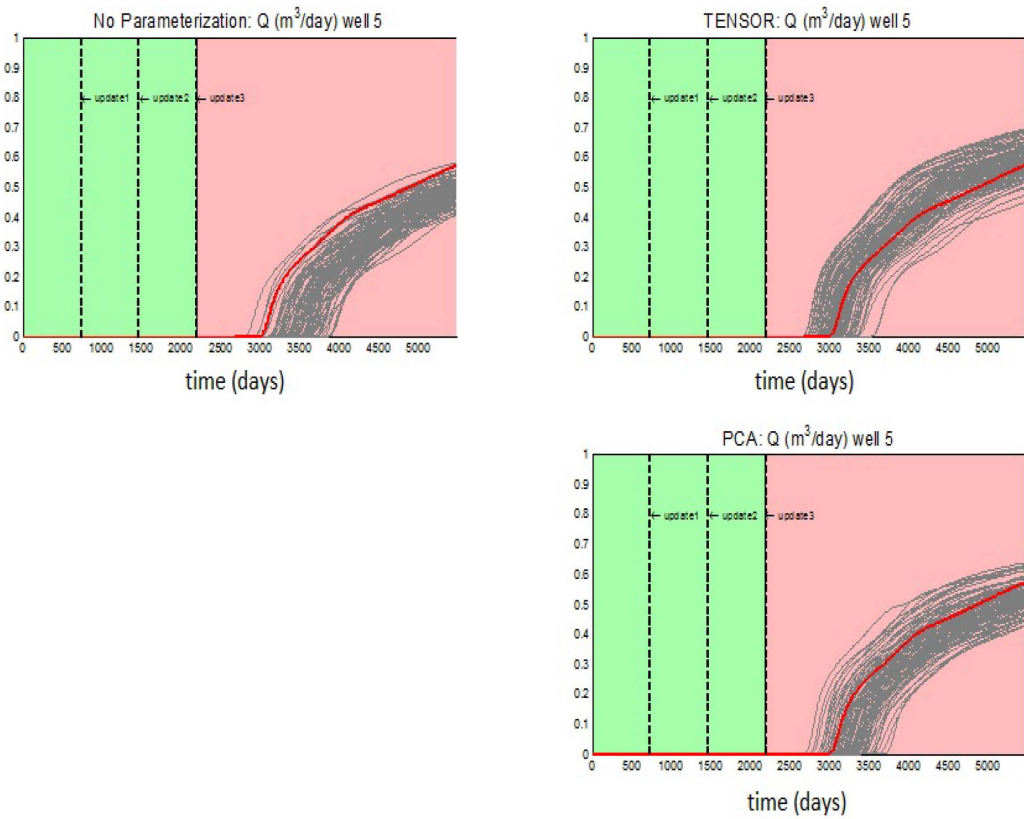 No Parameterization: Q (m³/day) well 5
1
0.9
0.8
0.7
0.6
0.5
0.4
0.3
0.2
0.1
0
← update1
← update2
← update3
0 500 1000 1500 2000 2500 3000 3500 4000 4500 5000
time (days)
TENSOR: Q (m³/day) well 5
1
0.9
0.8
0.7
0.6
0.5
0.4
0.3
0.2
0.1
0
← update1
← update2
← update3
0 500 1000 1500 2000 2500 3000 3500 4000 4500 5000
time (days)
PCA: Q (m³/day) well 5
1
0.9
0.8
0.7
0.6
0.5
0.4
0.3
0.2
0.1
0
← update1
← update2
← update3
0 500 1000 1500 2000 2500 3000 3500 4000 4500 5000
time (days)